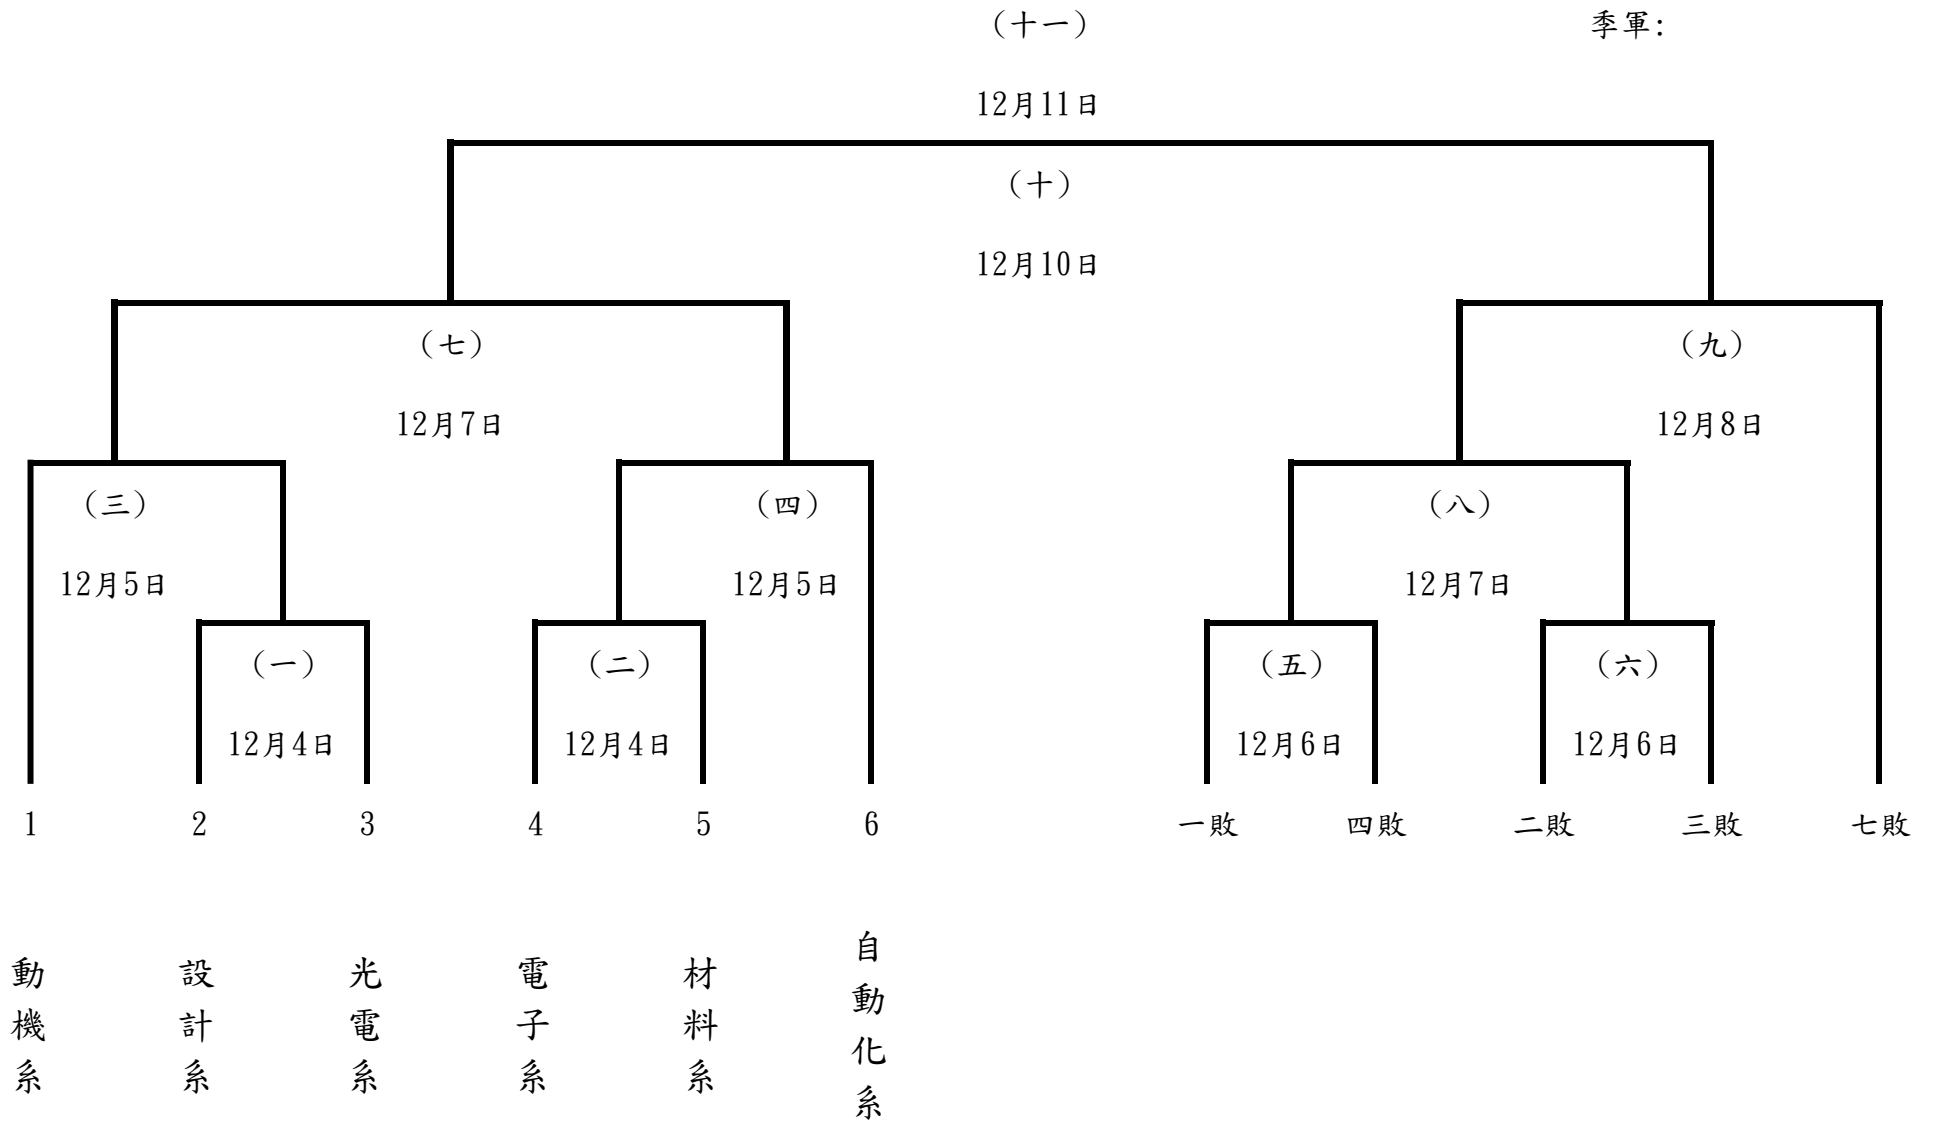 （十一） 季軍:
12月11日
（十）
12月10日
（七） （九）
12月7日 12月8日
（三） （四） （八）
12月5日 12月5日 12月7日
（一） （二） （五） （六）
12月4日 12月4日 12月6日 12月6日
1 2 3 4 5 6 一敗 四敗 二敗 三敗 七敗
動機系
設計系
光電系
電子系
材料系
自動化系